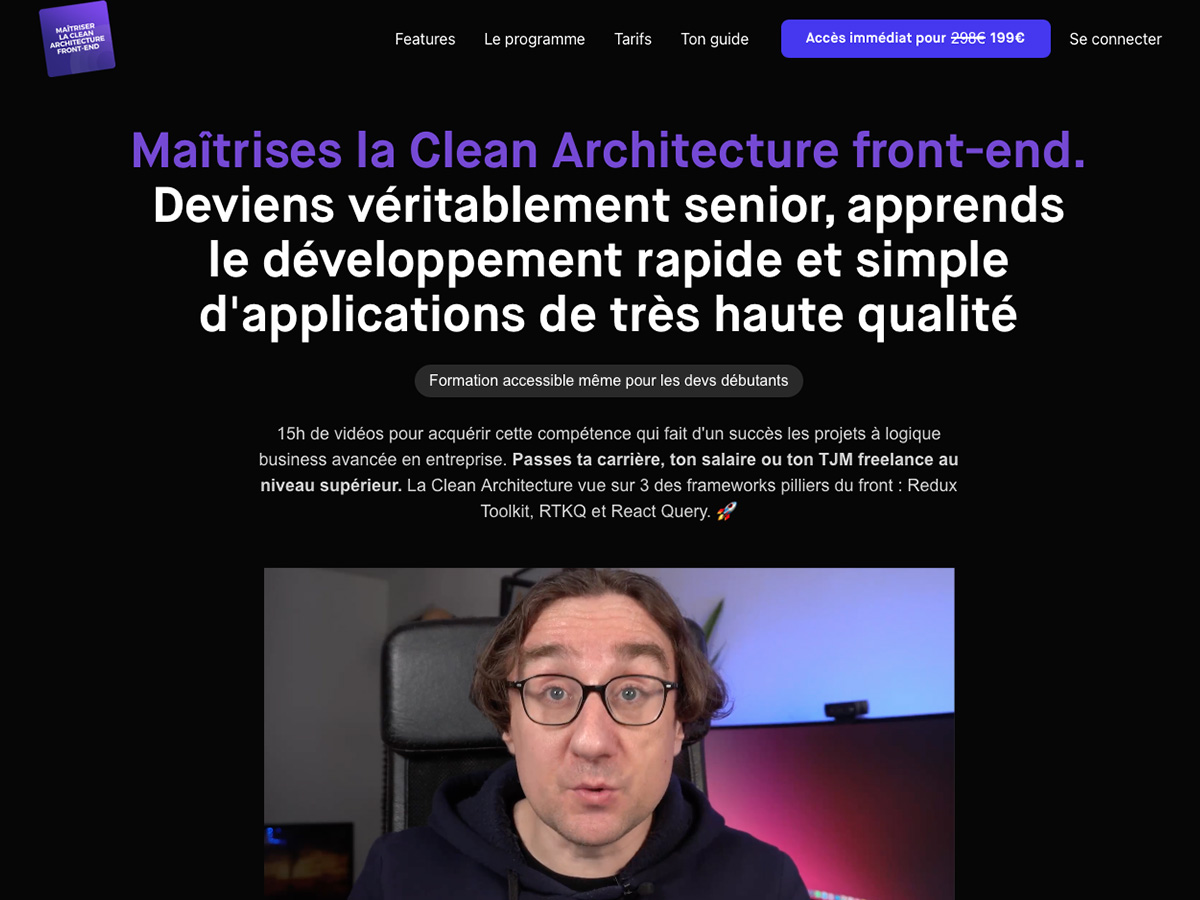 MAÎTRISER
LA CLEAN
ARCHITECTURE
FRONT-END
Features
Le programme
Tarifs
Ton guide
Accès immédiat pour 298€ 199€
Se connecter
Maîtrises la Clean Architecture front-end.
Deviens véritablement senior, apprends
le développement rapide et simple
d'applications de très haute qualité
Formation accessible même pour les devs débutants
15h de vidéos pour acquérir cette compétence qui fait d'un succès les projets à logique
business avancée en entreprise. Passes ta carrière, ton salaire ou ton TJM freelance au
niveau supérieur. La Clean Architecture vue sur 3 des frameworks pilliers du front : Redux
Toolkit, RTKQ et React Query. 🚀